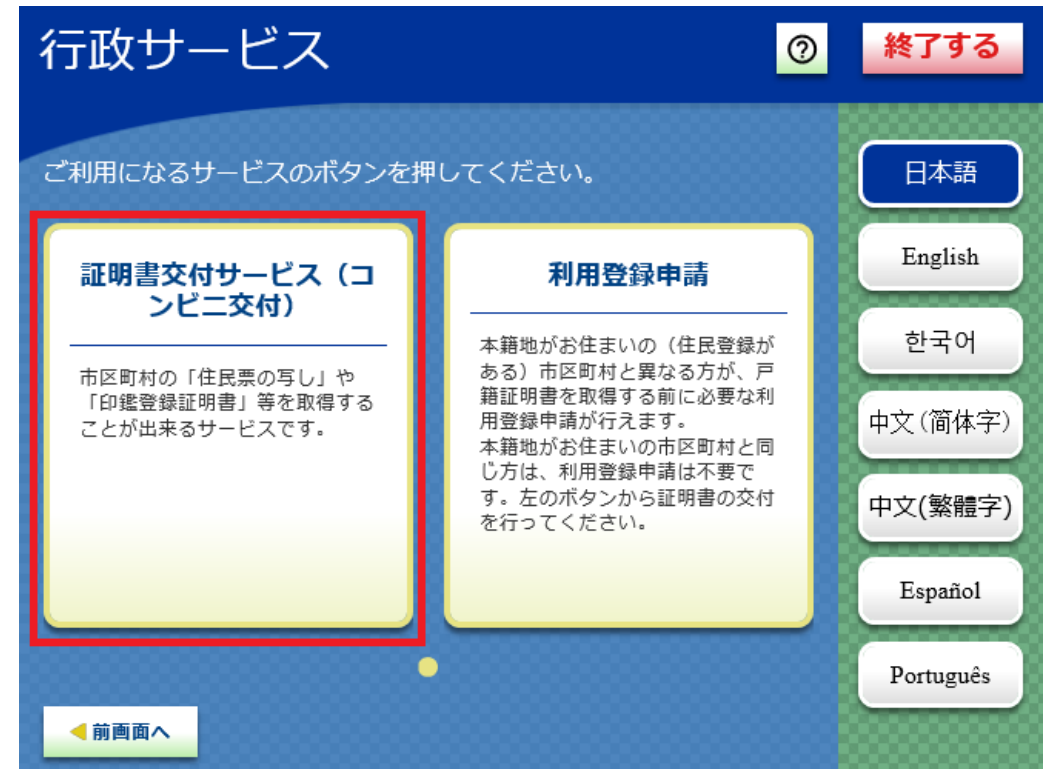 行政サービス
?
終了する
ご利用になるサービスのボタンを押してください。
証明書交付サービス（コ
ンビニ交付）
市区町村の「住民票の写し」や
「印鑑登録証明書」等を取得する
ことが出来るサービスです。
利用登録申請
本籍地がお住まいの（住民登録が
ある）市区町村と異なる方が、戸
籍証明書を取得する前に必要な利
用登録申請が行えます。
本籍地がお住まいの市区町村と同
じ方は、利用登録申請は不要で
す。左のボタンから証明書の交付
を行ってください。
日本語
English
한국어
中文(简体字)
中文(繁體字)
Español
Português
前画面へ